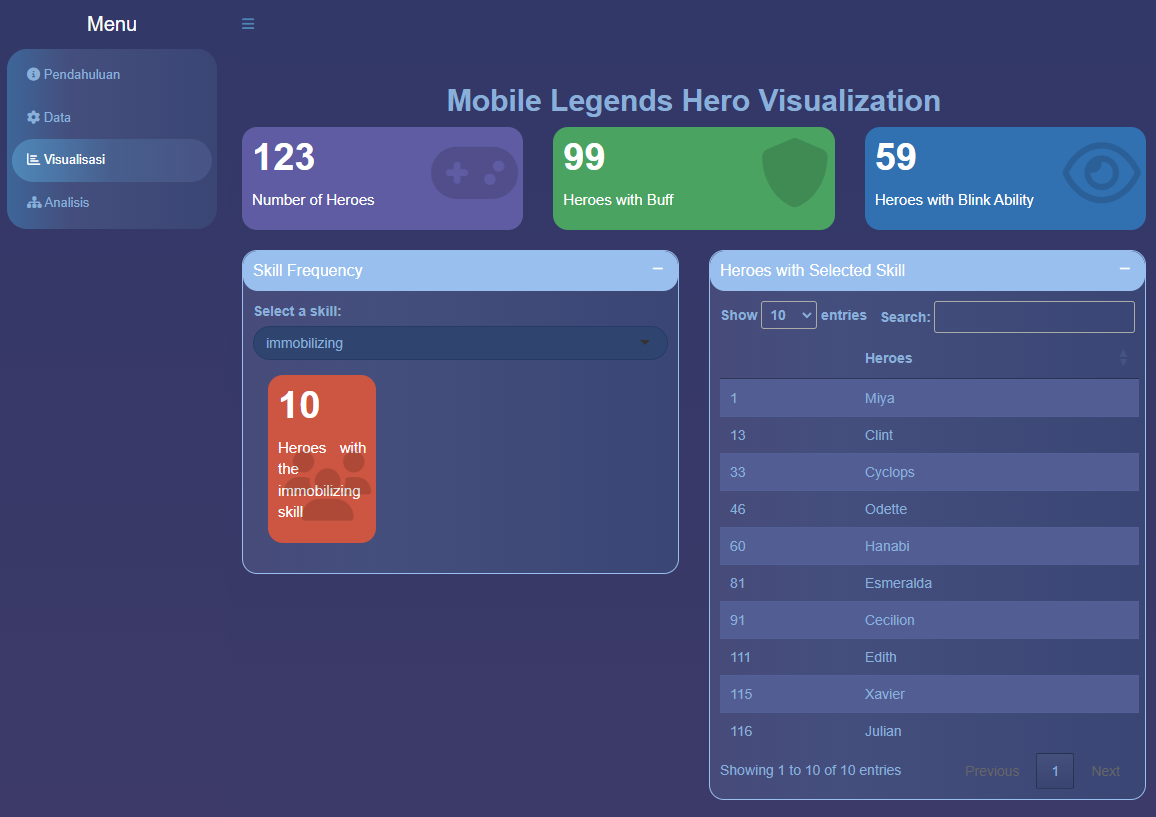 Menu
Pendahuluan
Data
Visualisasi
Analisis
Mobile Legends Hero Visualization
123
Number of Heroes
99
Heroes with Buff
59
Heroes with Blink Ability
Skill Frequency
Select a skill:
immobilizing
10
Heroes with
the
immobilizing
skill
Heroes with Selected Skill
Show 10 entries Search:
Heroes
1 Miya
13 Clint
33 Cyclops
46 Odette
60 Hanabi
81 Esmeralda
91 Cecilion
111 Edith
115 Xavier
116 Julian
Showing 1 to 10 of 10 entries Previous 1 Next